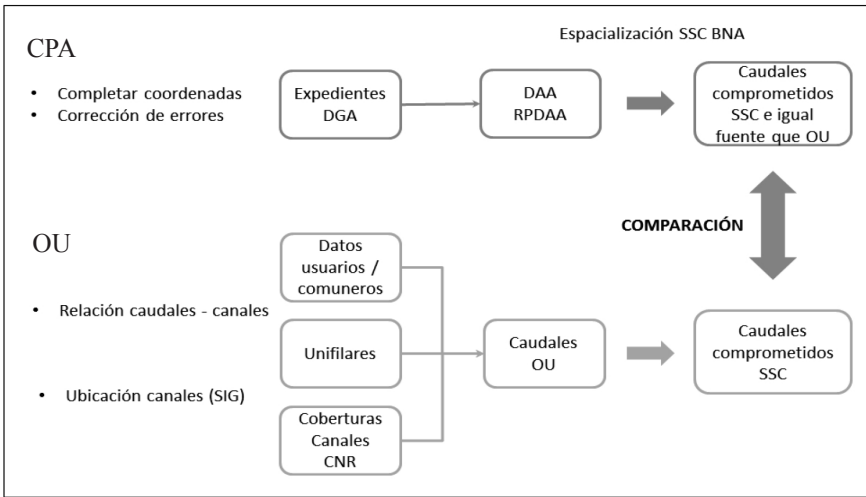 CPA
Espacialización SSC BNA
• Completar coordenadas
• Corrección de errores
Expedientes
DGA
DAA
RPDAA
Caudales
comprometidos
SSC e igual
fuente que OU
COMPARACIÓN
OU
Datos
usuarios /
comuneros
• Relación caudales - canales
Unifilares
Caudales
OU
Caudales
comprometidos
SSC
• Ubicación canales (SIG)
Coberturas
Canales
CNR